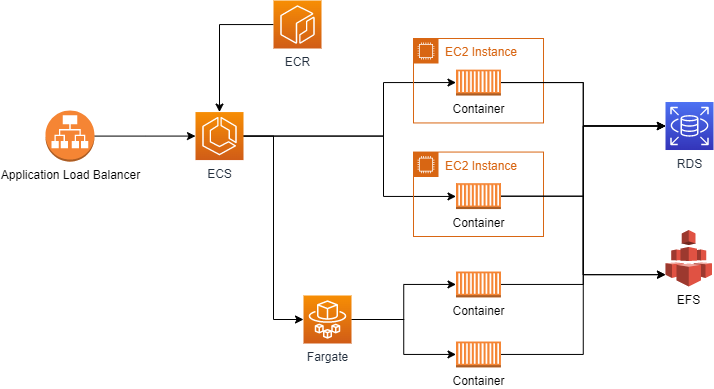 ECR
EC2 Instance
Container
Application Load Balancer
ECS
RDS
EC2 Instance
Container
EFS
Container
Fargate
Container